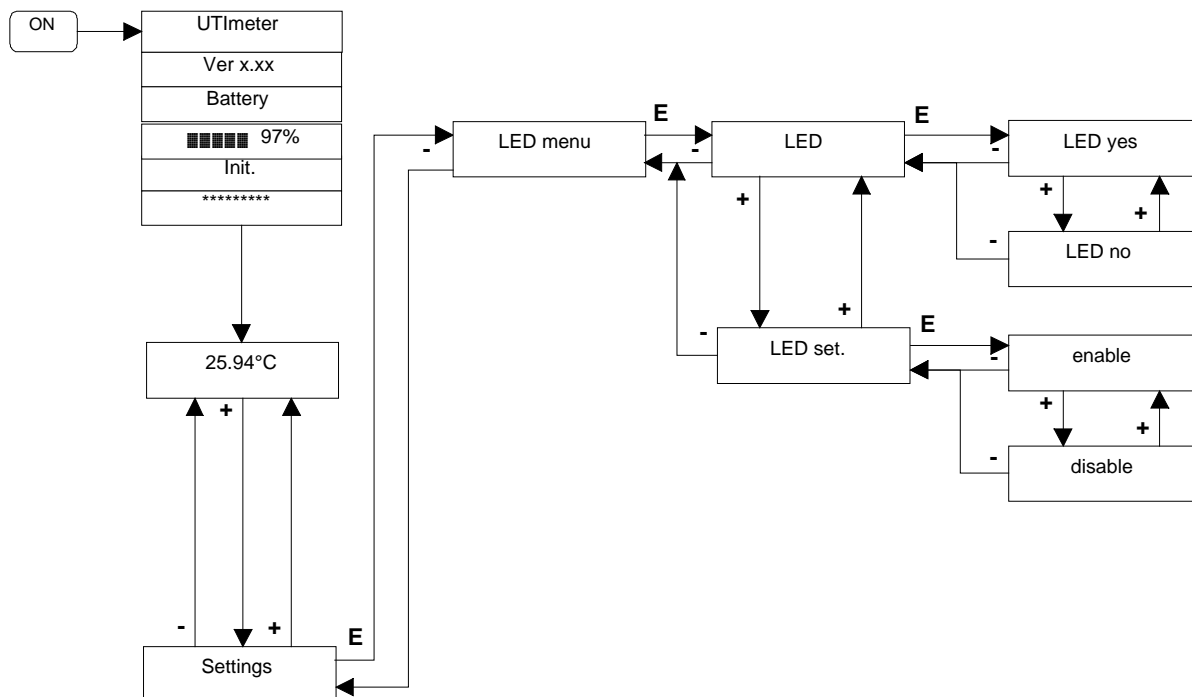 ON
UTImeter
Ver x.xx
Battery
97%
Init.
*********
25.94°C
+
-
+
Settings
E
LED menu
-
E
LED
-
E
LED yes
-
+
+
LED no
-
+
+
LED set.
-
E
enable
-
+
+
disable
-